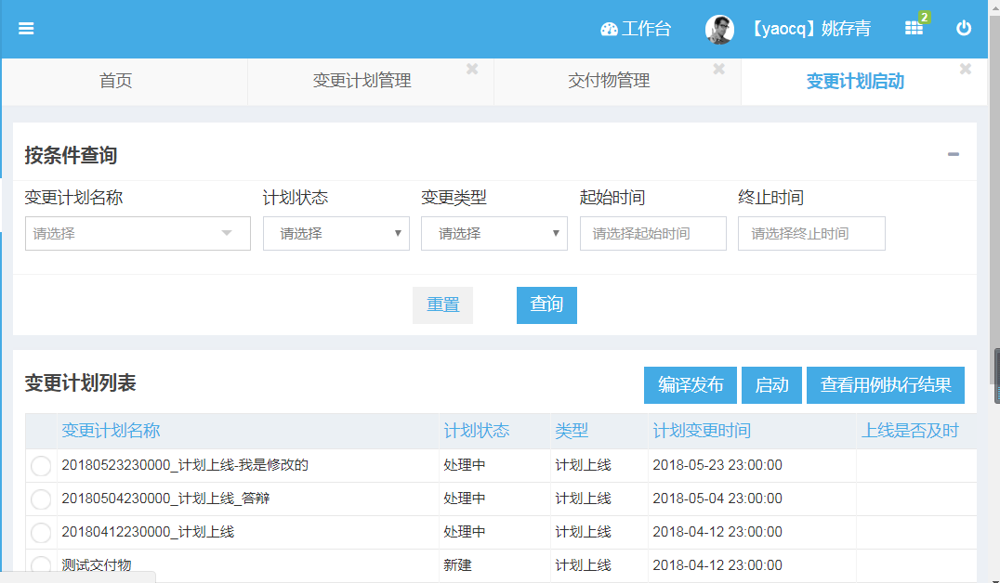 工作台 【yaocq】姚存青 2
首页 变更计划管理 交付物管理 变更计划启动
按条件查询
变更计划名称 计划状态 变更类型 起始时间 终止时间
请选择 请选择 请选择 请选择起始时间 请选择终止时间
重置 查询
变更计划列表 编译发布 启动 查看用例执行结果
变更计划名称 计划状态 类型 计划变更时间 上线是否及时
20180523230000_计划上线-我是修改的 处理中 计划上线 2018-05-23 23:00:00
20180504230000_计划上线_答辩 处理中 计划上线 2018-05-04 23:00:00
20180412230000_计划上线 处理中 计划上线 2018-04-12 23:00:00
测试交付物 新建 计划上线 2018-04-12 23:00:00